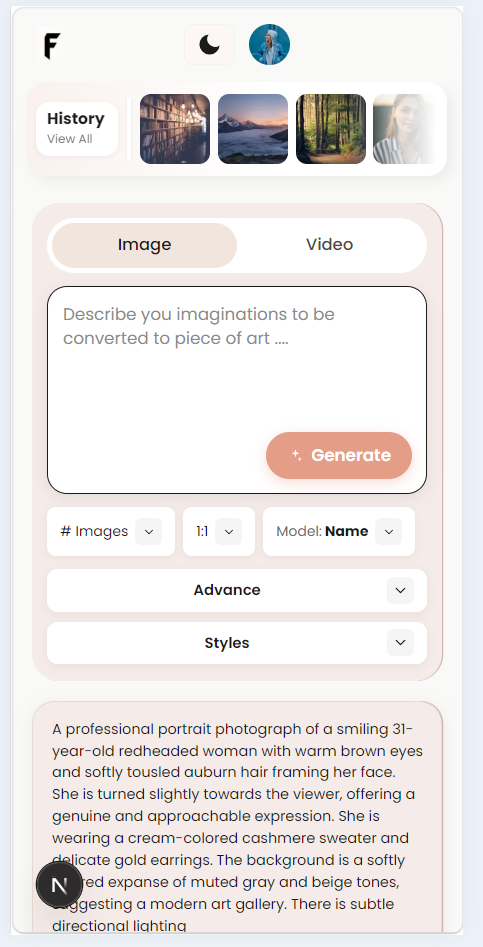 F
History
View All
Image
Video
Describe you imaginations to be
converted to piece of art ....
Generate
# Images
1:1
Model: Name
Advance
Styles
A professional portrait photograph of a smiling 31-
year-old redheaded woman with warm brown eyes
and softly tousled auburn hair framing her face.
She is turned slightly towards the viewer, offering a
genuine and approachable expression. She is
wearing a cream-colored cashmere sweater and
delicate gold earrings. The background is a softly
red expanse of muted gray and beige tones,
suggesting a modern art gallery. There is subtle
directional lighting
N